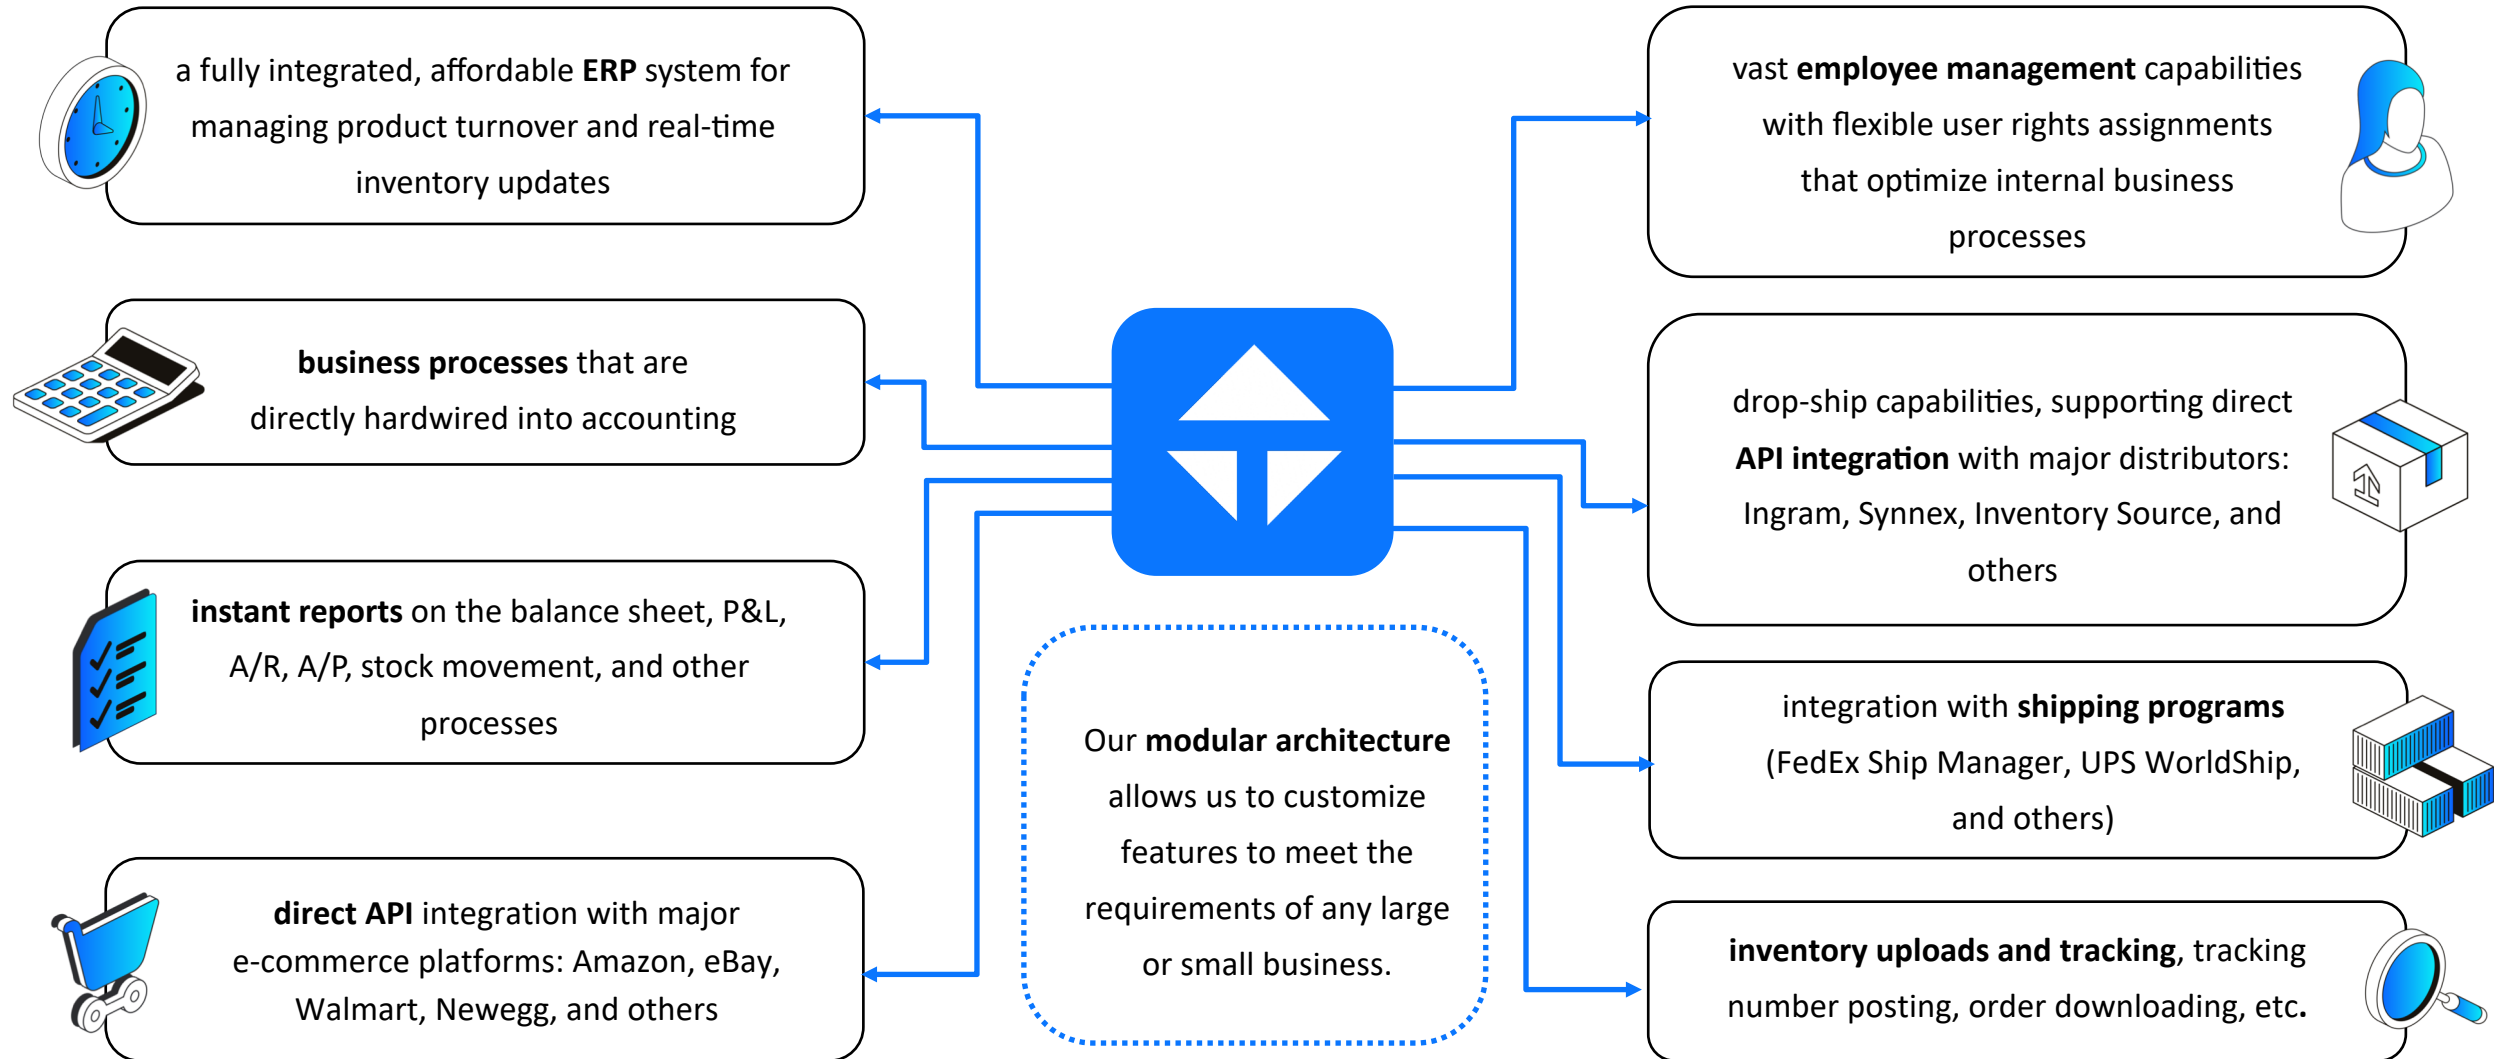 a fully integrated, affordable ERP system for
managing product turnover and real-time
inventory updates
business processes that are
directly hardwired into accounting
instant reports on the balance sheet, P&L,
A/R, A/P, stock movement, and other
processes
direct API integration with major
e-commerce platforms: Amazon, eBay,
Walmart, Newegg, and others
Our modular architecture
allows us to customize
features to meet the
requirements of any large
or small business.
vast employee management capabilities
with flexible user rights assignments
that optimize internal business
processes
drop-ship capabilities, supporting direct
API integration with major distributors:
Ingram, Synnex, Inventory Source, and
others
integration with shipping programs
(FedEx Ship Manager, UPS WorldShip,
and others)
inventory uploads and tracking, tracking
number posting, order downloading, etc.